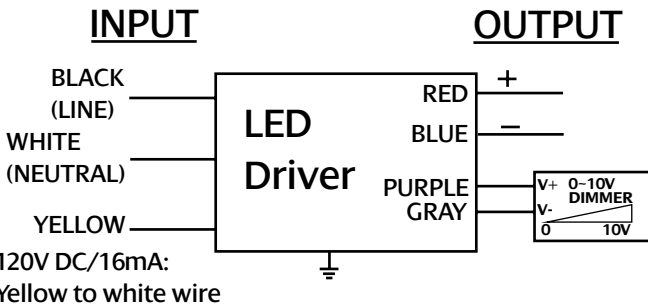 INPUT
OUTPUT
BLACK
(LINE)
WHITE
(NEUTRAL)
YELLOW
LED
Driver
RED
BLUE
PURPLE
GRAY
+
−
V+ 0~10V
DIMMER
V-
0 10V
120V DC/16mA:
Yellow to white wire